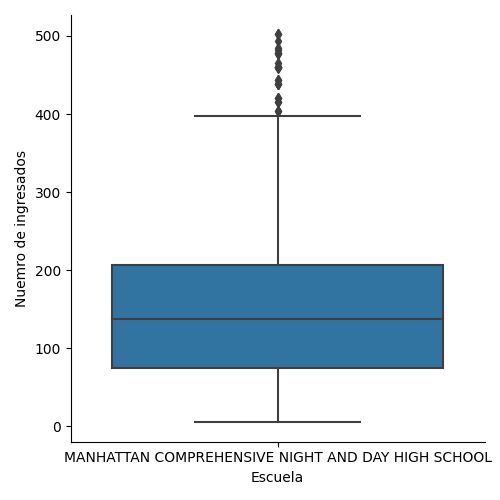 500
400
300
200
100
0
Nuemro de ingresados
MANHATTAN COMPREHENSIVE NIGHT AND DAY HIGH SCHOOL
Escuela